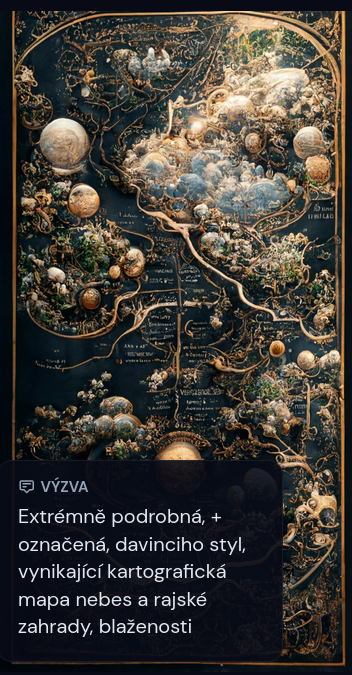 VÝZVA
Extrémně podrobná, +
označená, davinciho styl,
vynikající kartografická
mapa nebes a rajské
zahrady, blaženosti